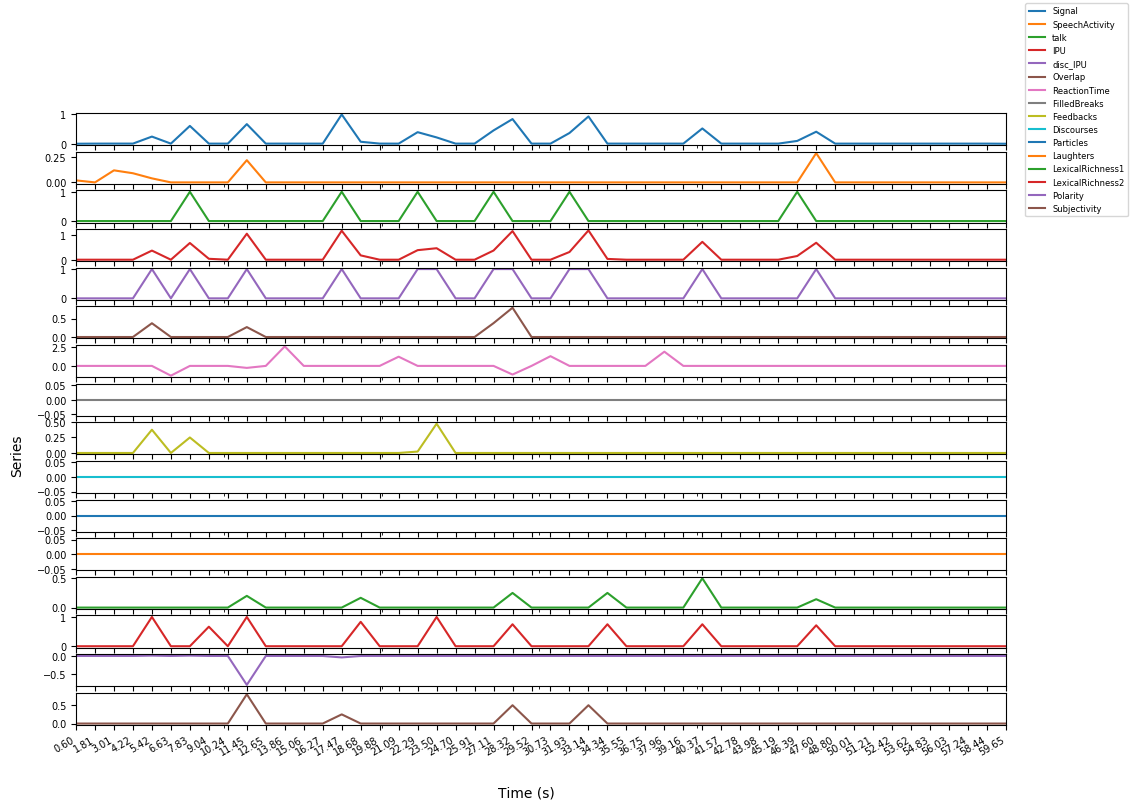 Signal
SpeechActivity
talk
IPU
disc_IPU
Overlap
ReactionTime
FilledBreaks
Feedbacks
Discourses
Particles
Laughters
LexicalRichness1
LexicalRichness2
Polarity
Subjectivity
1
0
0.25
0.00
1
0
1
0
1
0
0.5
0.0
2.5
0.0
0.05
0.00
−0.05
0.50
0.25
0.00
0.05
0.00
−0.05
0.05
0.00
−0.05
0.05
0.00
−0.05
0.5
0.0
1
0
0.0
−0.5
0.5
0.0
Series
0.60 1.81 3.01 4.22 5.42 6.63 7.83 9.04 10.24 11.45 12.65 13.86 15.06 16.27 17.47 18.68 19.88 21.09 22.29 23.50 24.70 25.91 27.11 28.32 29.52 30.73 31.93 33.14 34.34 35.55 36.75 37.96 39.16 40.37 41.57 42.78 43.98 45.19 46.39 47.60 48.80 50.01 51.21 52.42 53.62 54.83 56.03 57.24 58.44 59.65
Time (s)